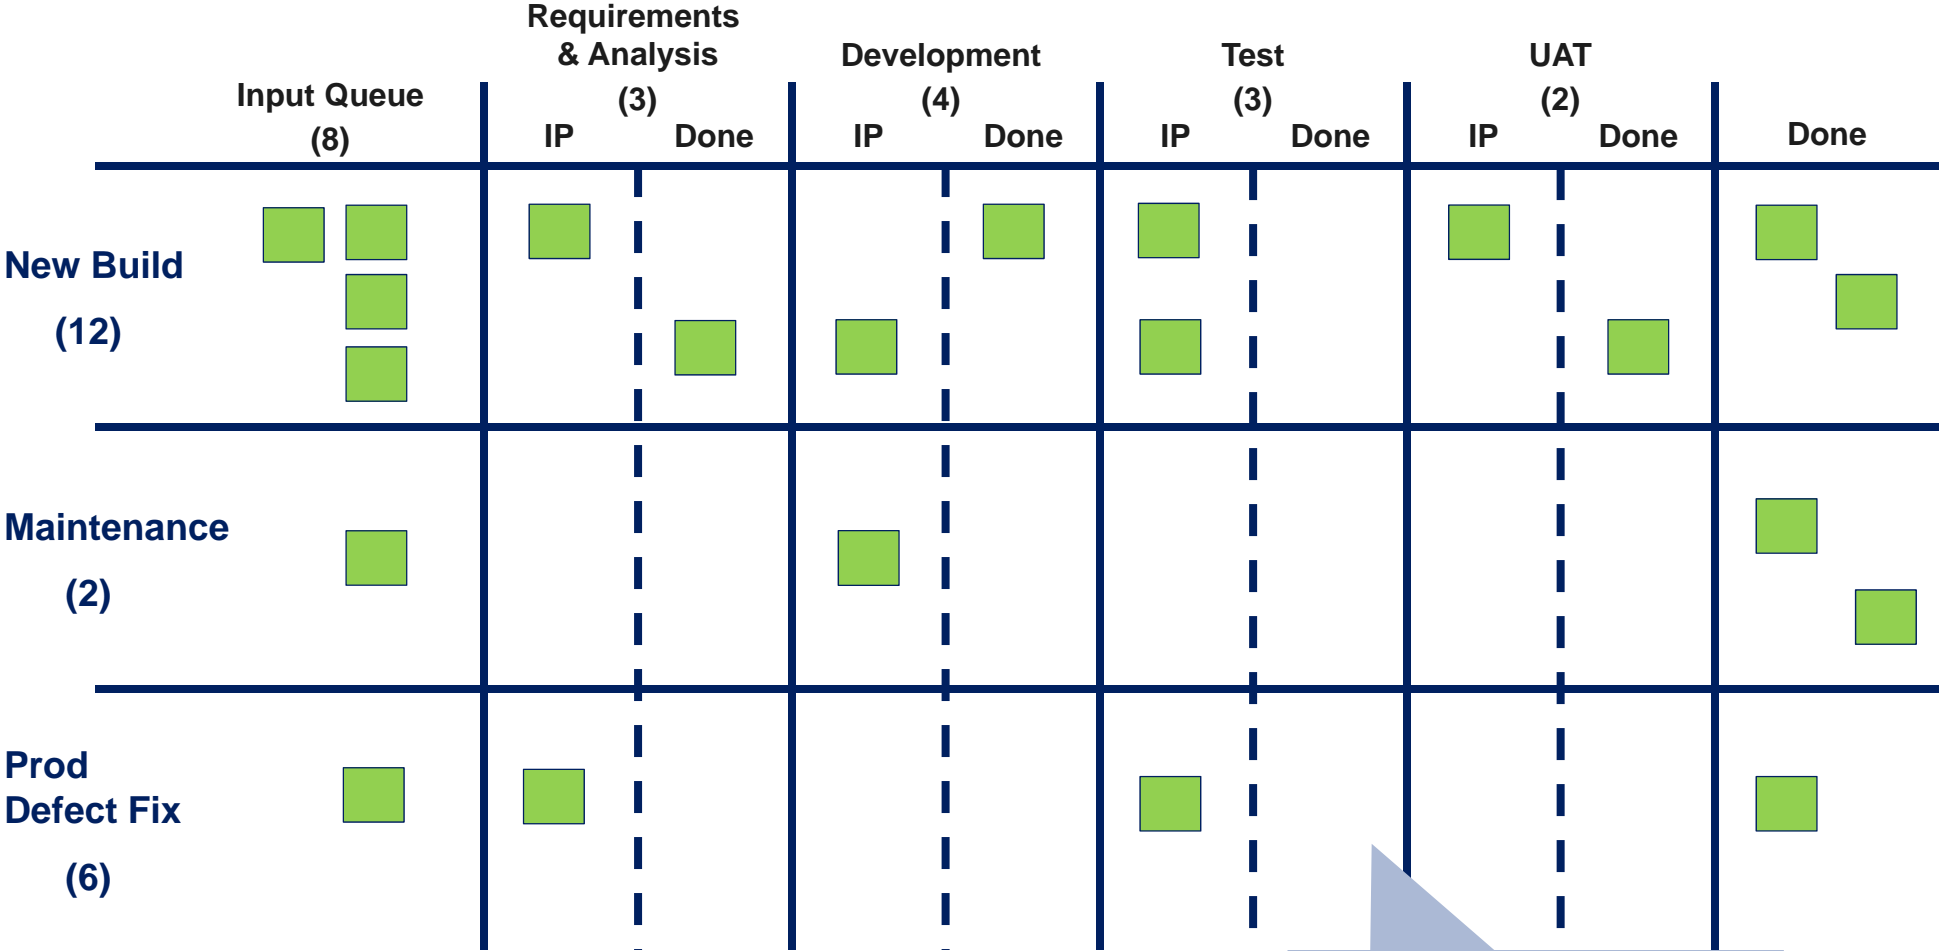 Requirements
& Analysis
Development
Test
UAT
Input Queue
(3)
(4)
(3)
(2)
(8)
IP
Done
IP
Done
IP
Done
IP
Done
Done
New Build
(12)
Maintenance
(2)
Prod
Defect Fix
(6)